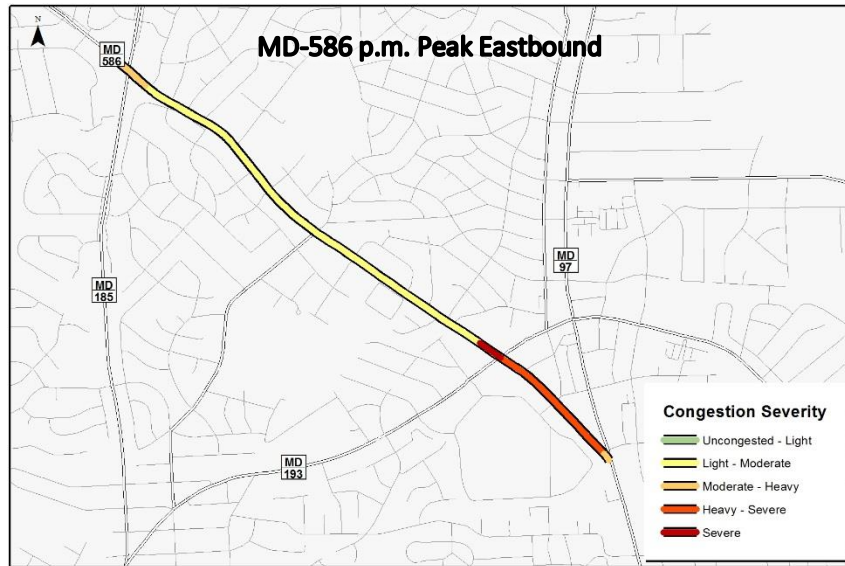 N
MD-586 p.m. Peak Eastbound
MD
586
MD
185
MD
97
MD
193
Congestion Severity
Uncongested - Light
Light - Moderate
Moderate - Heavy
Heavy - Severe
Severe